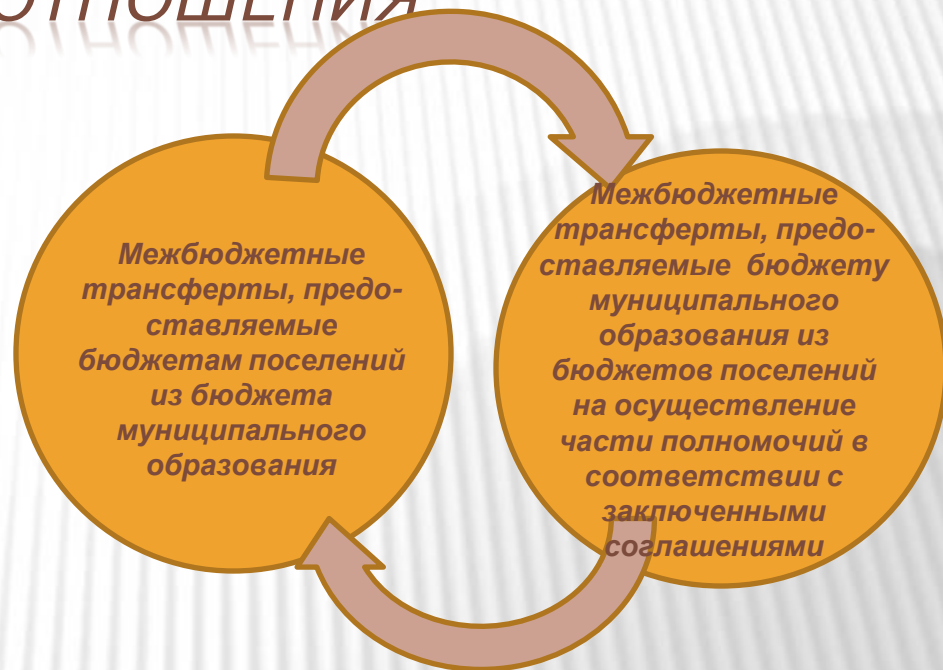 ОТНОШЕНИЯ
Межбюджетные
трансферты, предо-
ставляемые
бюджетам поселений
из бюджета
муниципального
образования
Межбюджетные
трансферты, предо-
ставляемые бюджету
муниципального
образования из
бюджетов поселений
на осуществление
части полномочий в
соответствии с
заключенными
соглашениями